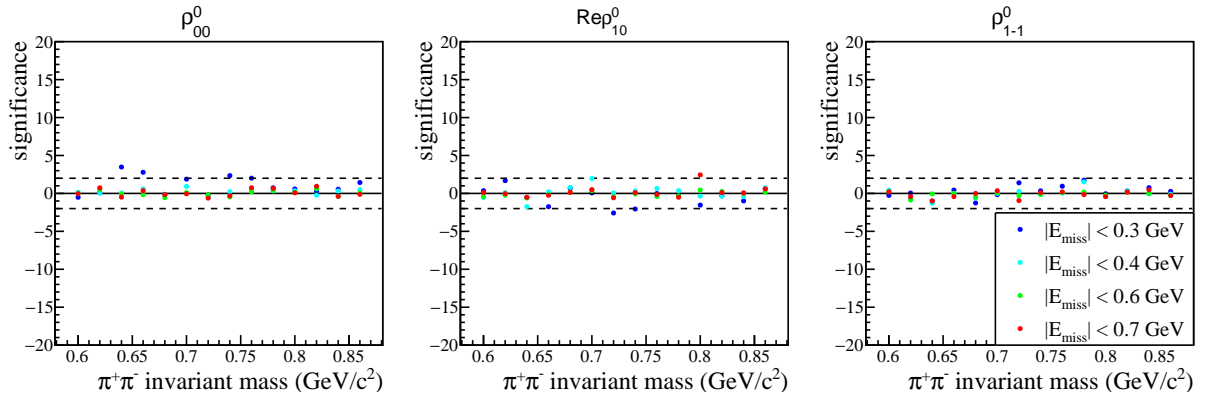 ρ⁰₀₀
significance
20
15
10
5
0
−5
−10
−15
−20
0.6 0.65 0.7 0.75 0.8 0.85
π⁺π⁻ invariant mass (GeV/c²)
Reρ⁰₁₀
significance
20
15
10
5
0
−5
−10
−15
−20
0.6 0.65 0.7 0.75 0.8 0.85
π⁺π⁻ invariant mass (GeV/c²)
ρ⁰₁₋₁
significance
20
15
10
5
0
−5
−10
−15
−20
0.6 0.65 0.7 0.75 0.8 0.85
π⁺π⁻ invariant mass (GeV/c²)
|E_miss| < 0.3 GeV
|E_miss| < 0.4 GeV
|E_miss| < 0.6 GeV
|E_miss| < 0.7 GeV